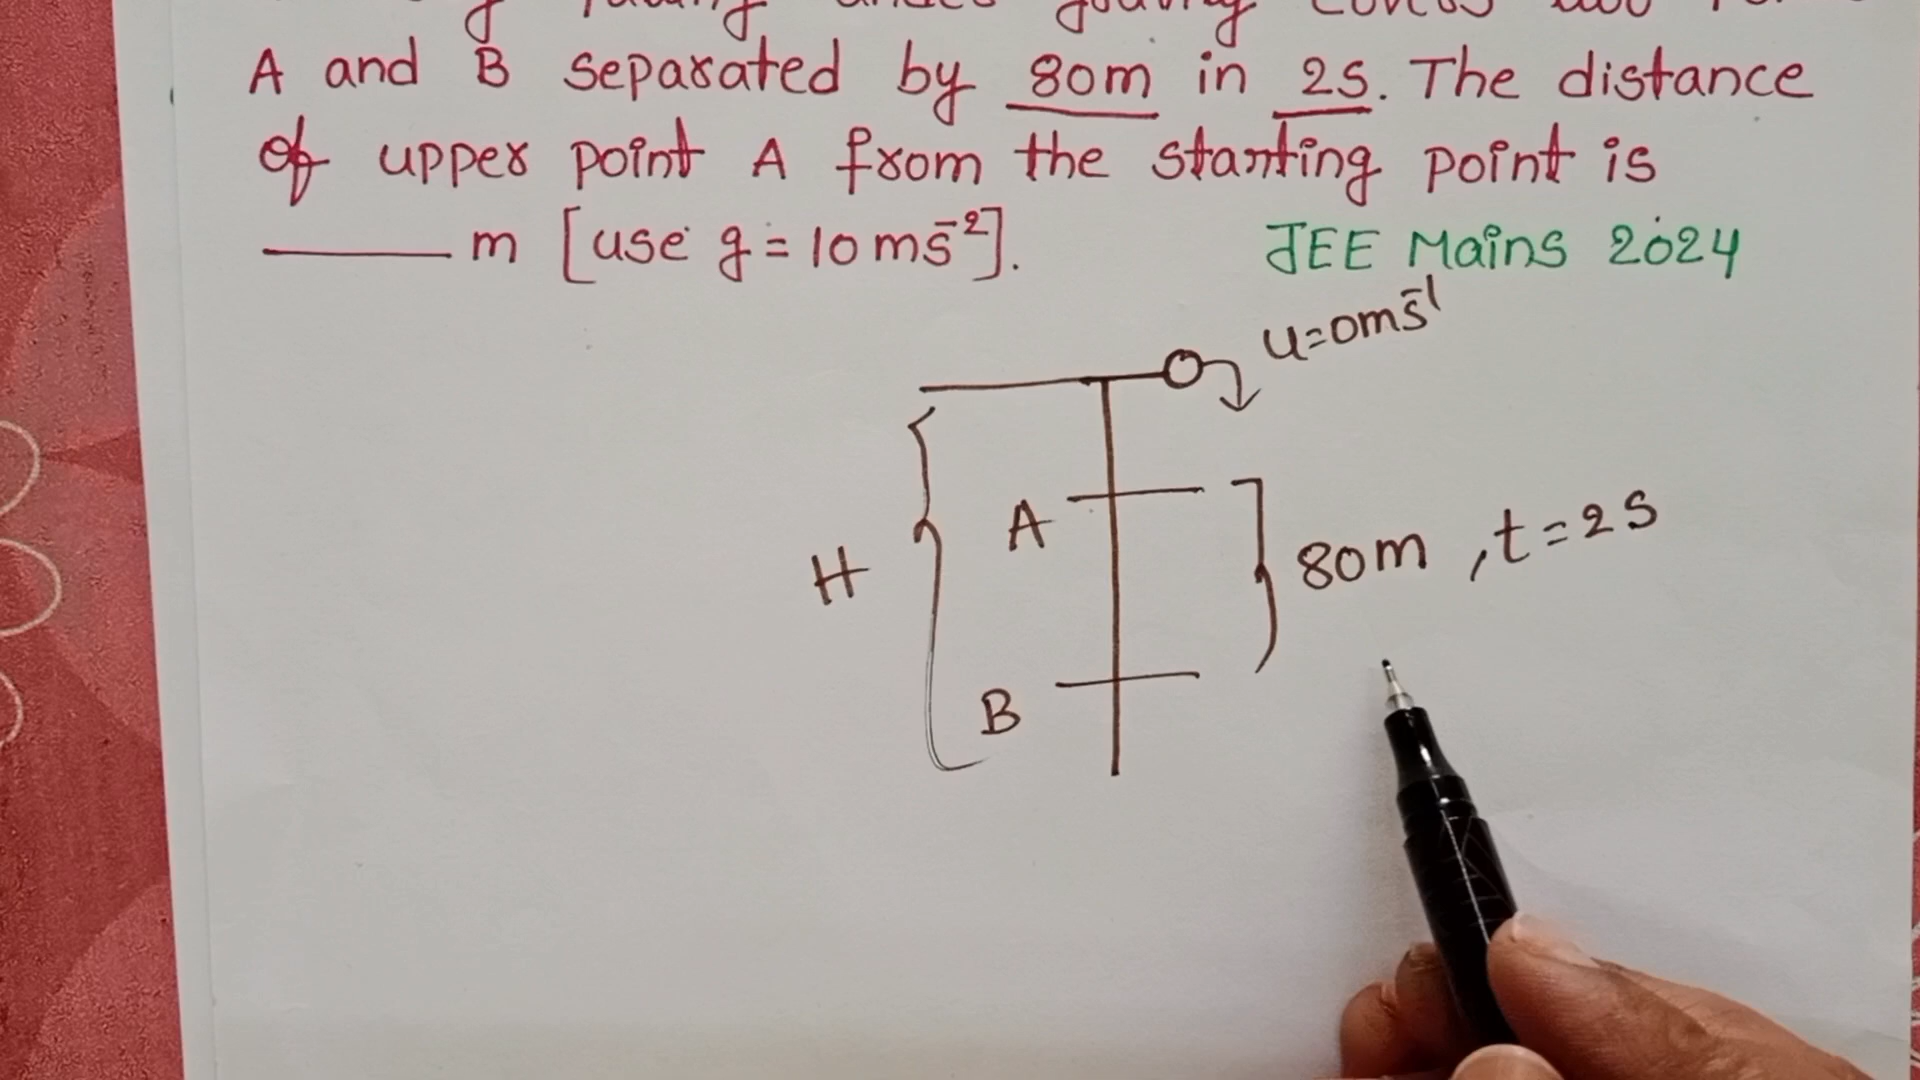 A and B separated by 80m in 2s. The distance
of upper point A from the starting point is
______ m [use g = 10 ms⁻²].
JEE Mains 2024
u=0ms⁻¹
A
80m , t=2s
H
B